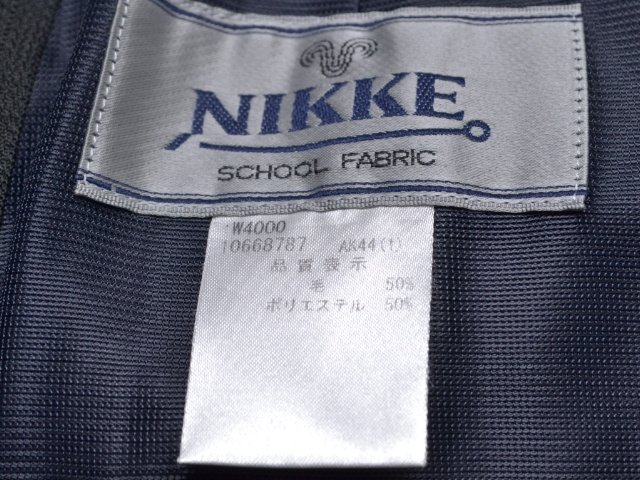 NIKKE
SCHOOL FABRIC
W4000
10668787 AK44(t)
品質表示
毛 50%
ポリエステル 50%